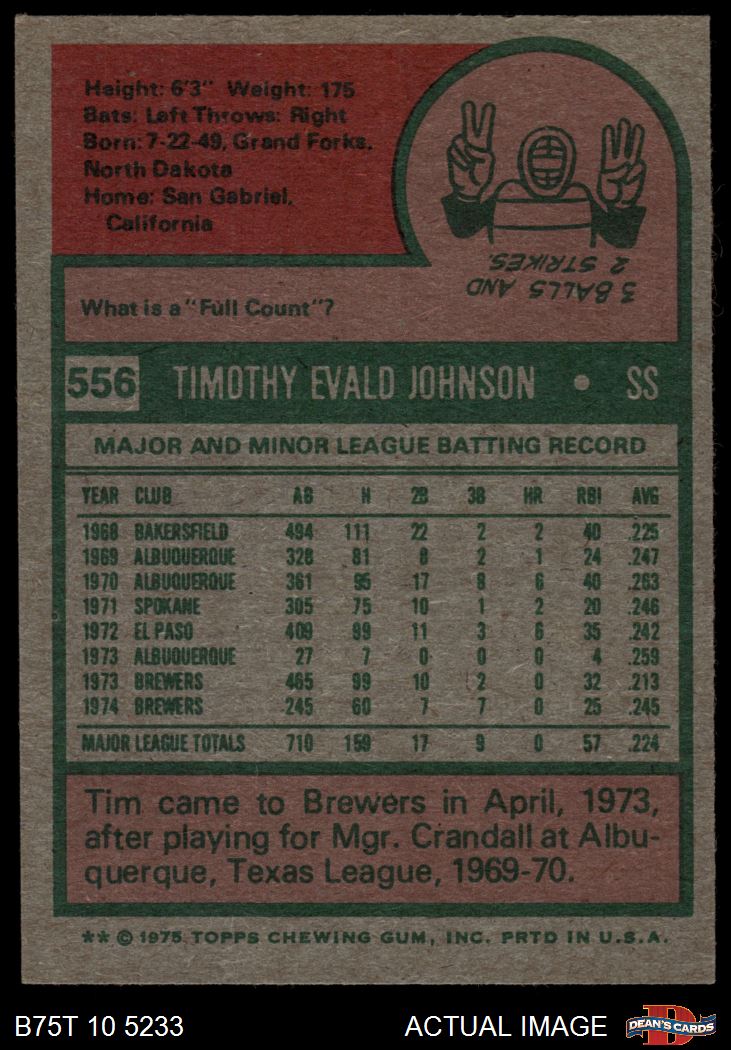 Height: 6'3" Weight: 175
Bats: Left Throws: Right
Born: 7-22-49, Grand Forks,
North Dakota
Home: San Gabriel,
California
3 BALLS AND
2 STRIKES.
What is a "Full Count"?
556 TIMOTHY EVALD JOHNSON • SS
MAJOR AND MINOR LEAGUE BATTING RECORD
YEAR CLUB AB H 2B 3B HR RBI AVG
1968 BAKERSFIELD 494 111 22 2 2 40 .225
1969 ALBUQUERQUE 328 81 8 2 1 24 .247
1970 ALBUQUERQUE 361 95 17 8 6 40 .263
1971 SPOKANE 305 75 10 1 2 20 .246
1972 EL PASO 409 99 11 3 6 35 .242
1973 ALBUQUERQUE 27 7 0 0 0 4 .259
1973 BREWERS 465 99 10 2 0 32 .213
1974 BREWERS 245 60 7 7 0 25 .245
MAJOR LEAGUE TOTALS 710 159 17 9 0 57 .224
Tim came to Brewers in April, 1973,
after playing for Mgr. Crandall at Albu-
querque, Texas League, 1969-70.
** © 1975 TOPPS CHEWING GUM, INC. PRTD IN U.S.A.
B75T 10 5233 ACTUAL IMAGE D DEAN'S CARDS